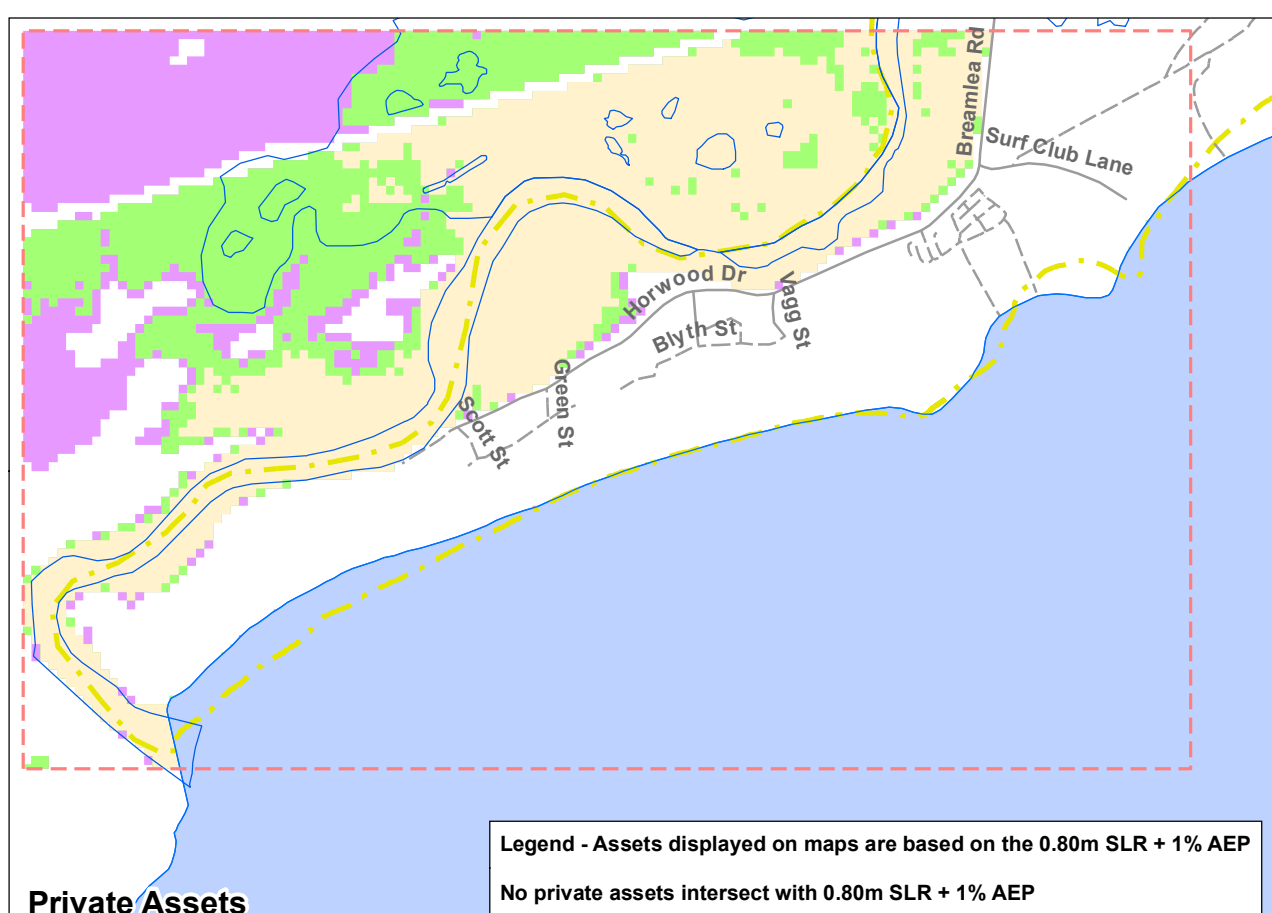 Breamlea Rd
Surf Club Lane
Horwood Dr
Vagg St
Blyth St
Green St
Scott St
Legend - Assets displayed on maps are based on the 0.80m SLR + 1% AEP
No private assets intersect with 0.80m SLR + 1% AEP
Private Assets